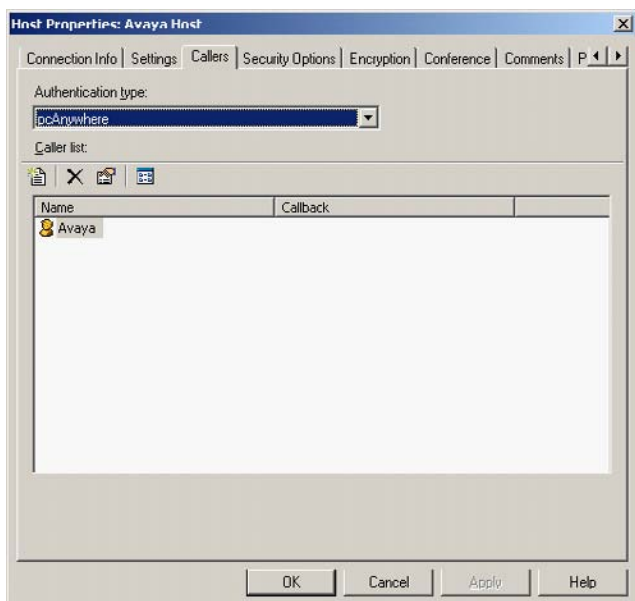 Host Properties: Avaya Host
Connection Info Settings Callers Security Options Encryption Conference Comments P
Authentication type:
pcAnywhere
Caller list:
Name Callback
Avaya
OK Cancel Apply Help